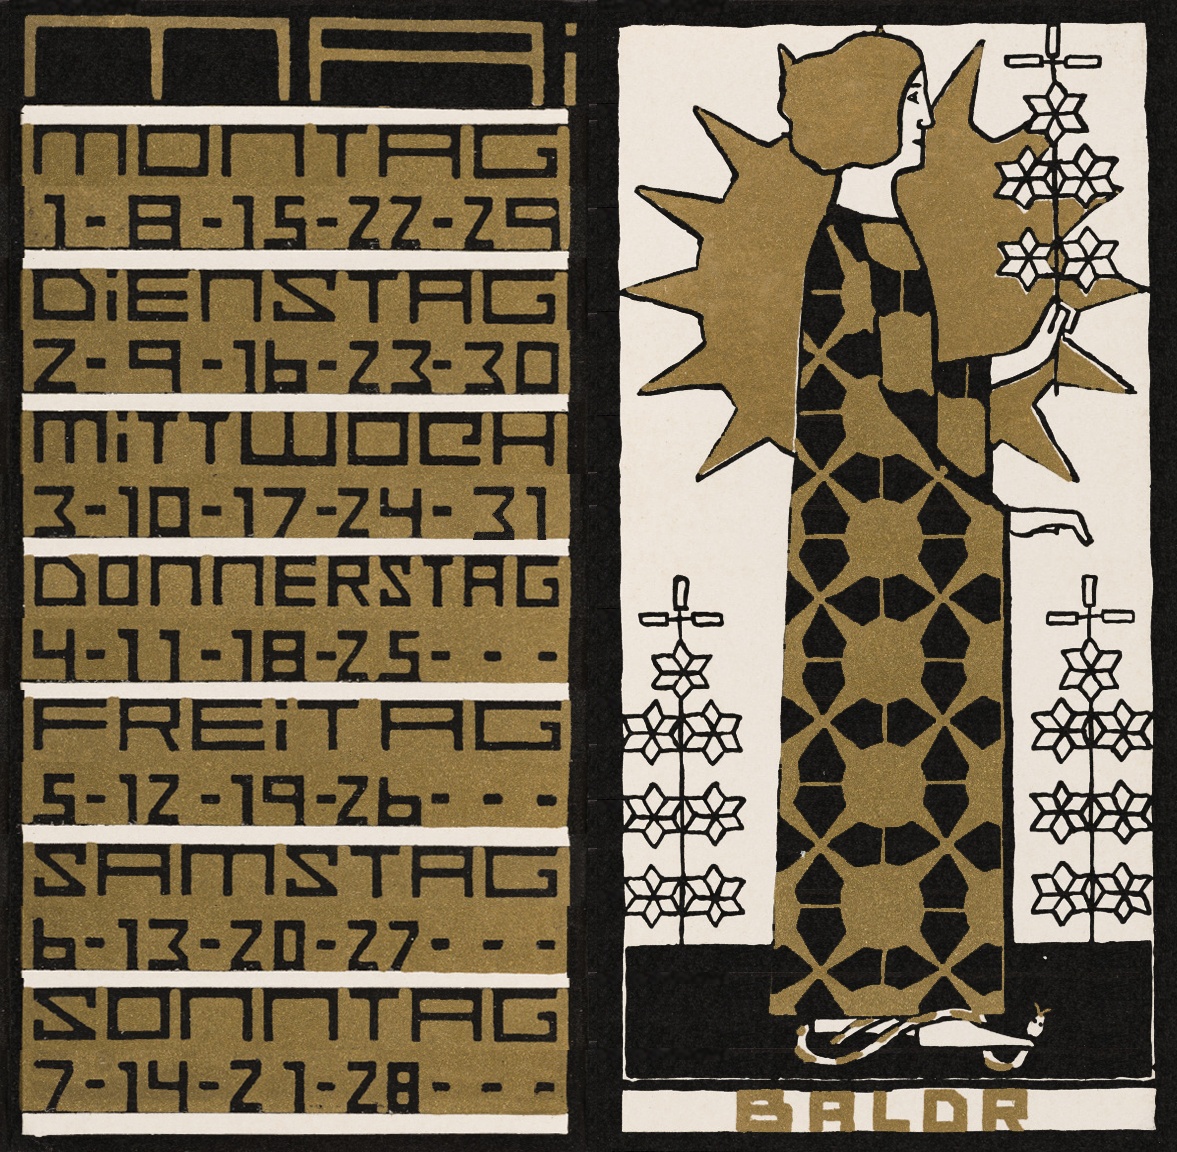 MAi
MONTAG
1-8-15-22-29
DiENSTAG
2-9-16-23-30
MiTTWOCH
3-10-17-24-31
DONNERSTAG
4-11-18-25- - -
FREiTAG
5-12-19-26- - -
SAMSTAG
6-13-20-27- - -
SONNTAG
7-14-21-28- - -
BALDR